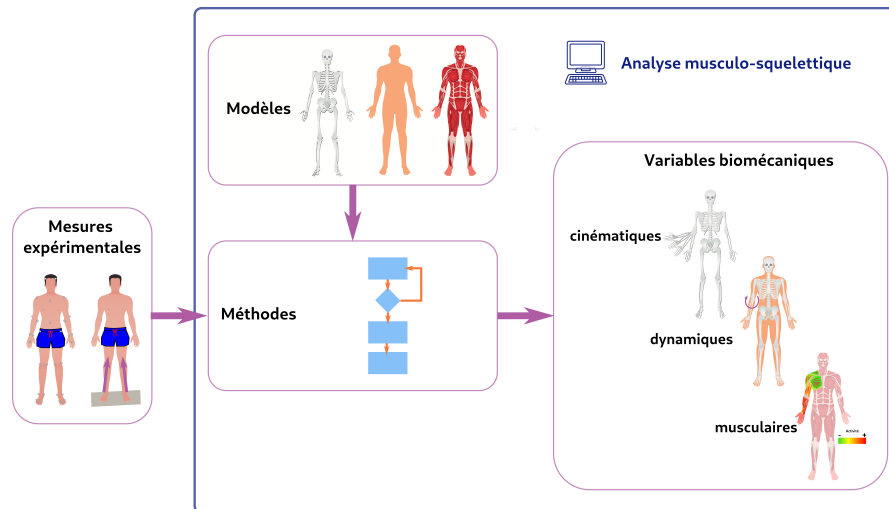 Analyse musculo-squelettique
Modèles
Mesures
expérimentales
Méthodes
Variables biomécaniques
cinématiques
dynamiques
musculaires
Activité
- +